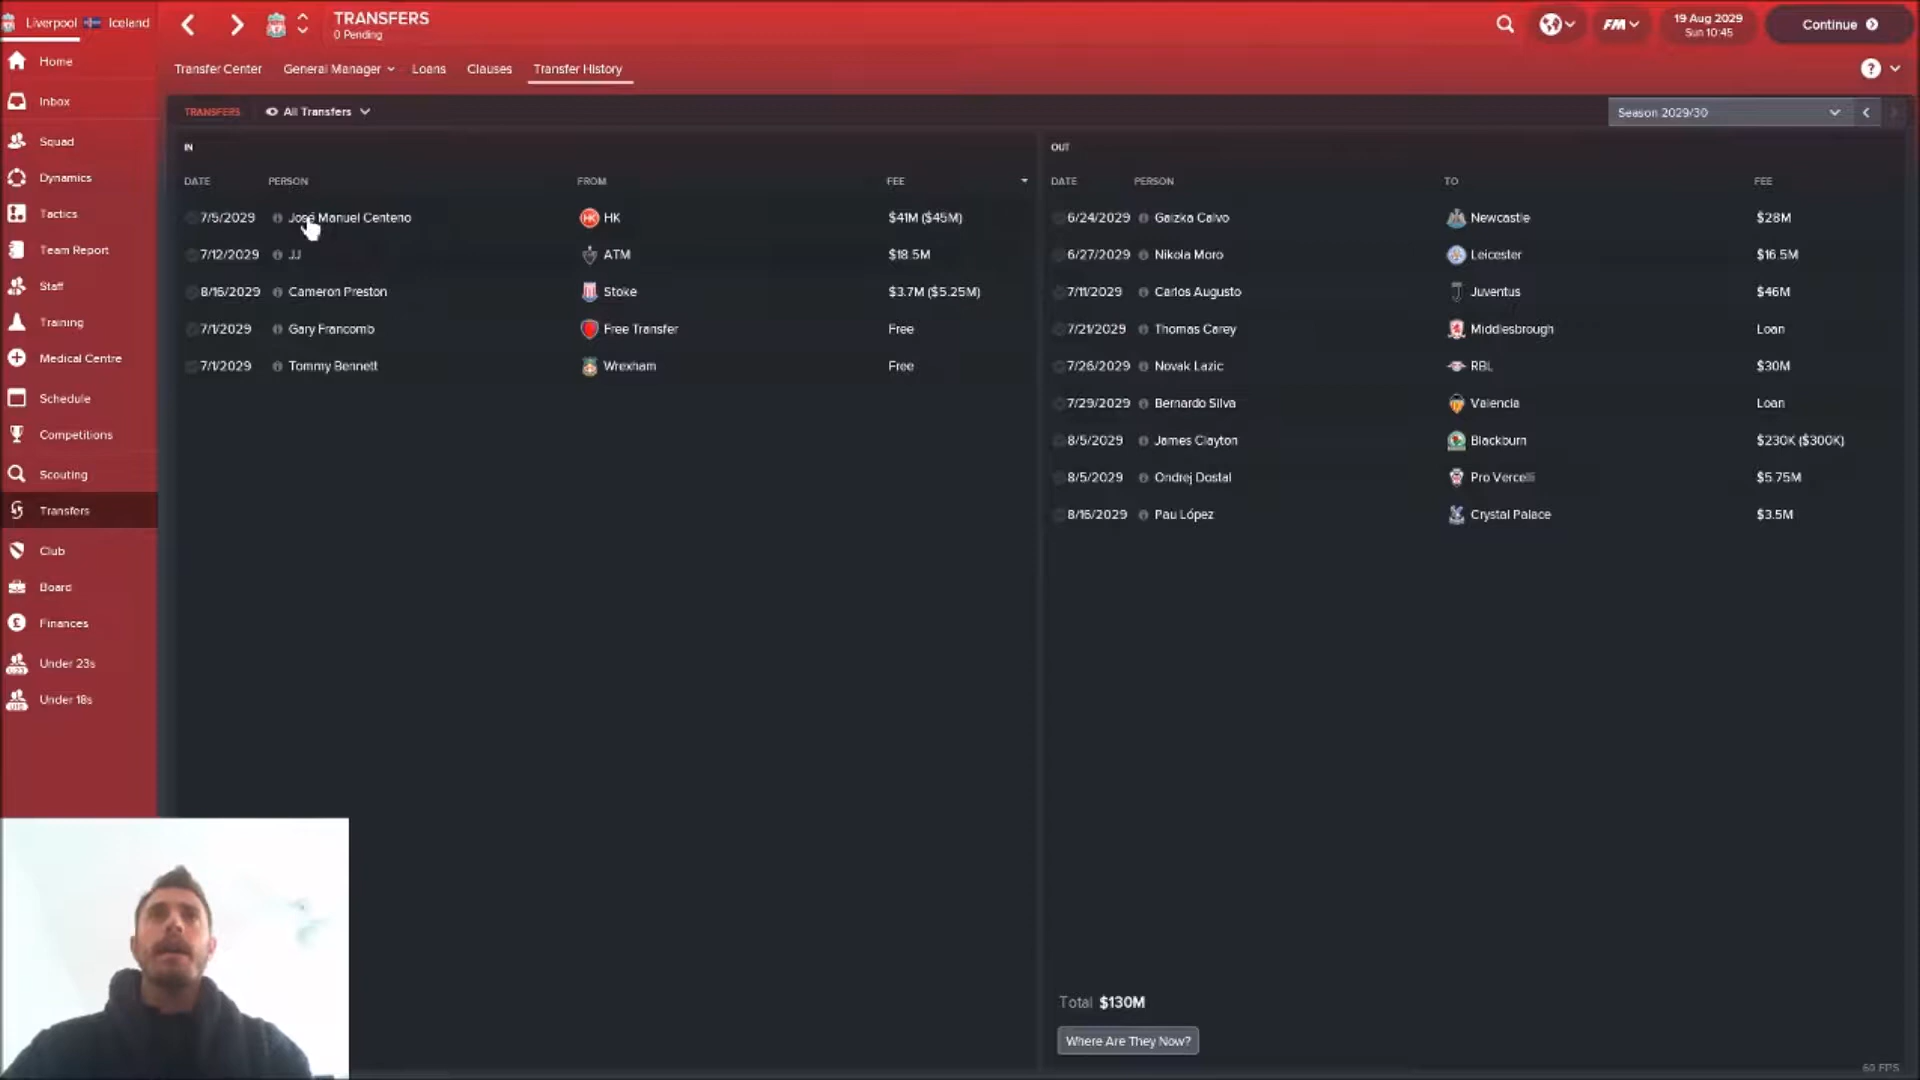 Liverpool Iceland
TRANSFERS
0 Pending
FM
19 Aug 2029
Sun 10:45
Continue
Home
Inbox
Squad
Dynamics
Tactics
Team Report
Staff
Training
Medical Centre
Schedule
Competitions
Scouting
Transfers
Club
Board
Finances
Under 23s
Under 18s
Transfer Center General Manager Loans Clauses Transfer History
TRANSFERS All Transfers Season 2029/30
IN
DATE PERSON FROM FEE
7/5/2029 José Manuel Centeno HK $41M ($45M)
7/12/2029 JJ ATM $18.5M
8/16/2029 Cameron Preston Stoke $3.7M ($5.25M)
7/1/2029 Gary Francomb Free Transfer Free
7/1/2029 Tommy Bennett Wrexham Free
OUT
DATE PERSON TO FEE
6/24/2029 Gaizka Calvo Newcastle $28M
6/27/2029 Nikola Moro Leicester $16.5M
7/11/2029 Carlos Augusto Juventus $46M
7/21/2029 Thomas Carey Middlesbrough Loan
7/26/2029 Novak Lazic RBL $30M
7/29/2029 Bernardo Silva Valencia Loan
8/5/2029 James Clayton Blackburn $230K ($300K)
8/5/2029 Ondrej Dostal Pro Vercelli $5.75M
8/16/2029 Pau López Crystal Palace $3.5M
Total $130M
Where Are They Now?
60 FPS